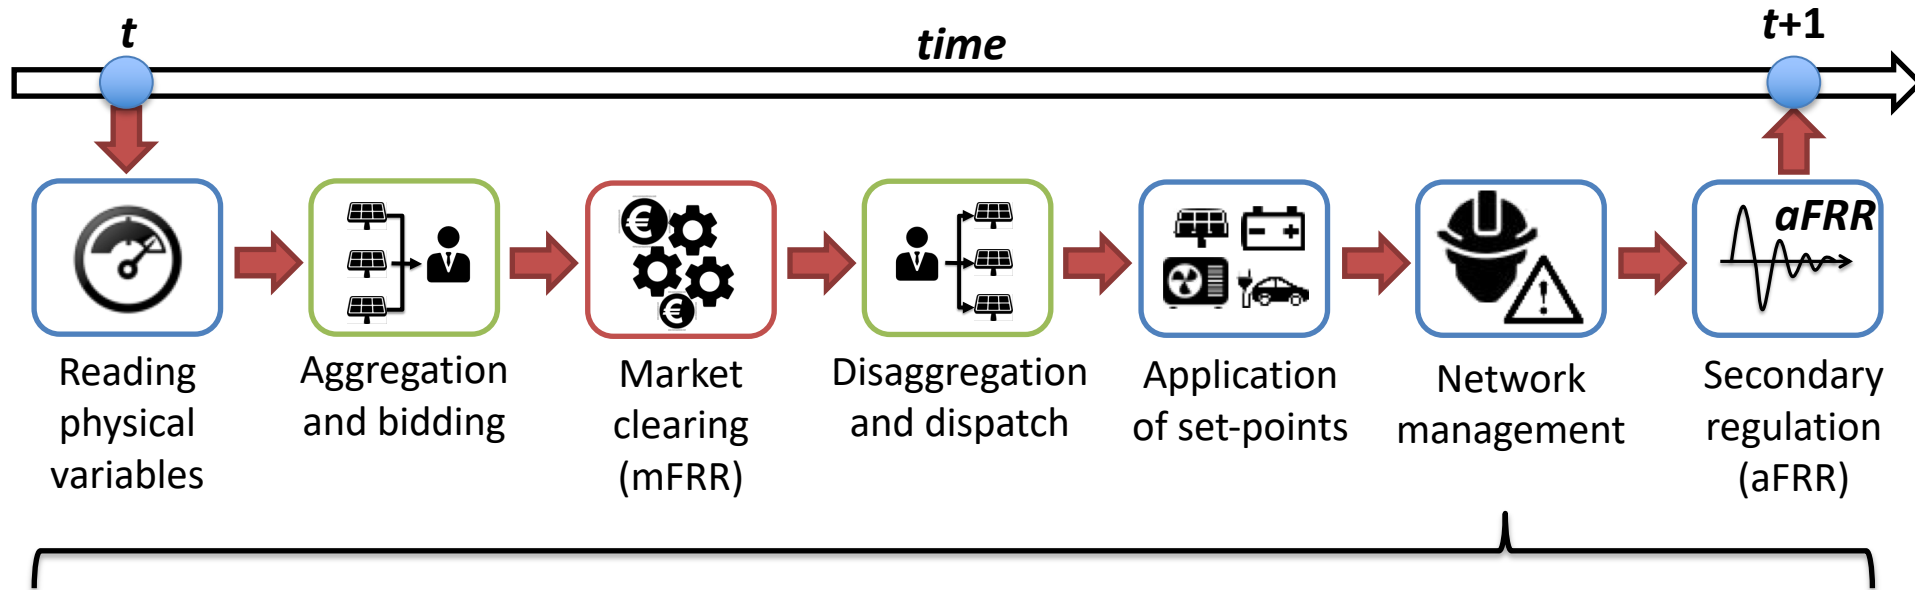 t
time
t+1
aFRR
Reading
physical
variables
Aggregation
and bidding
Market
clearing
(mFRR)
Disaggregation
and dispatch
Application
of set-points
Network
management
Secondary
regulation
(aFRR)